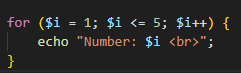 for ($i = 1; $i <= 5; $i++) {
    echo "Number: $i <br>";
}